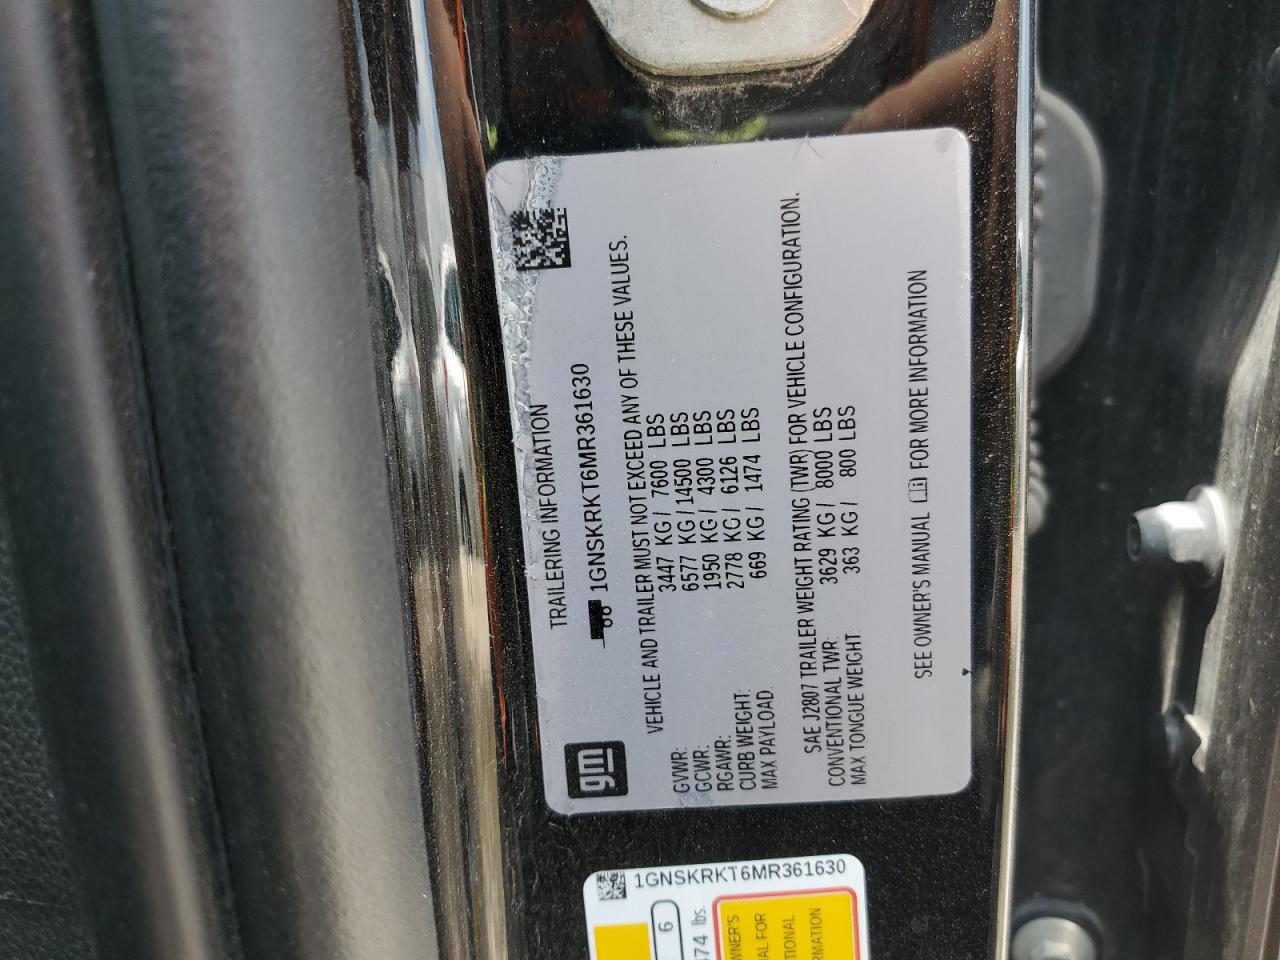 TRAILERING INFORMATION
1GNSKRKT6MR361630
gm
VEHICLE AND TRAILER MUST NOT EXCEED ANY OF THESE VALUES.
GVWR: 3447 KG / 7600 LBS
GCWR: 6577 KG / 14500 LBS
RGAWR: 1950 KG / 4300 LBS
CURB WEIGHT: 2778 KG / 6126 LBS
MAX PAYLOAD. 669 KG / 1474 LBS
SAE J2807 TRAILER WEIGHT RATING (TWR) FOR VEHICLE CONFIGURATION.
CONVENTIONAL TWR: 3629 KG / 8000 LBS
MAX TONGUE WEIGHT: 363 KG / 800 LBS
SEE OWNER'S MANUAL FOR MORE INFORMATION
1GNSKRKT6MR361630
6
74 lbs.